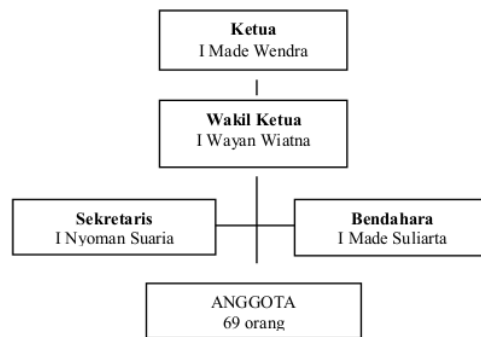 Ketua
I Made Wendra
Wakil Ketua
I Wayan Wiatna
Sekretaris
I Nyoman Suaria
Bendahara
I Made Suliarta
ANGGOTA
69 orang